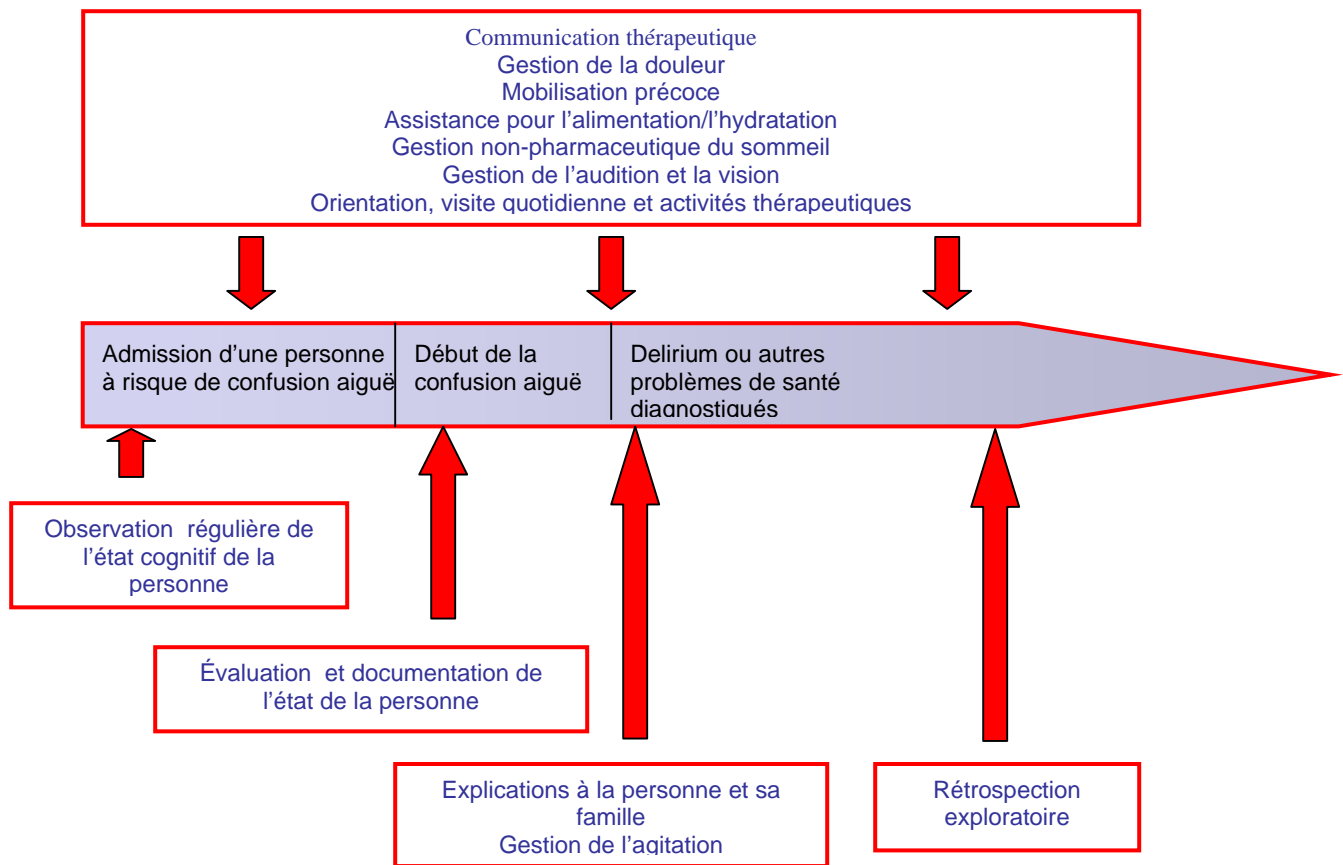 Communication thérapeutique
Gestion de la douleur
Mobilisation précoce
Assistance pour l'alimentation/l'hydratation
Gestion non-pharmaceutique du sommeil
Gestion de l'audition et la vision
Orientation, visite quotidienne et activités thérapeutiques
Admission d'une personne
à risque de confusion aiguë
Début de la
confusion aiguë
Delirium ou autres
problèmes de santé
diagnostiqués
Observation régulière de
l'état cognitif de la
personne
Évaluation et documentation de
l'état de la personne
Explications à la personne et sa
famille
Gestion de l'agitation
Rétrospection
exploratoire